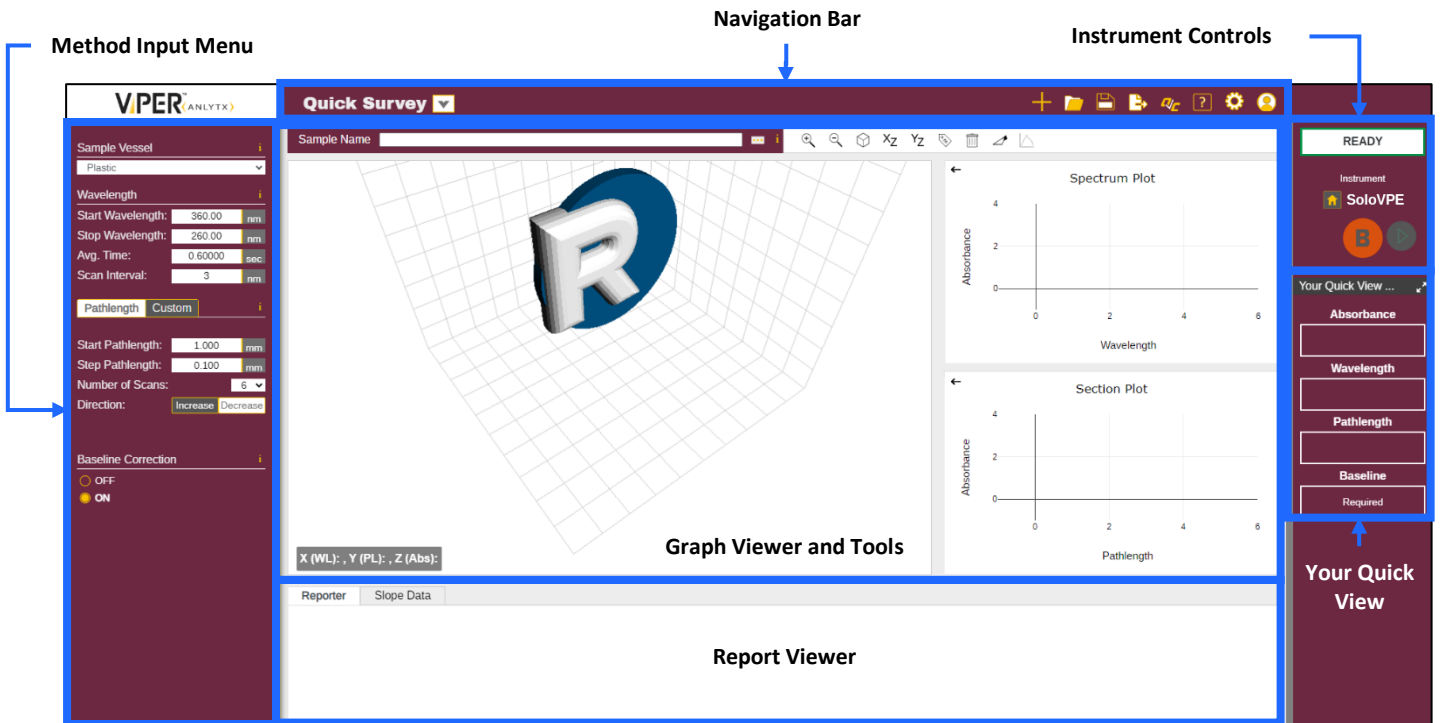 Navigation Bar
Method Input Menu
Instrument Controls
VIPER™ ⟨ANLYTX⟩
Quick Survey
?
Sample Name
i
XZ
YZ
Sample Vessel i
Plastic
Wavelength i
Start Wavelength: 360.00 nm
Stop Wavelength: 260.00 nm
Avg. Time: 0.60000 sec
Scan Interval: 3 nm
Pathlength Custom i
Start Pathlength: 1.000 mm
Step Pathlength: 0.100 mm
Number of Scans: 6
Direction: Increase Decrease
Baseline Correction i
OFF
ON
R
X (WL): , Y (PL): , Z (Abs):
Graph Viewer and Tools
Spectrum Plot
Absorbance
4
2
0
0 2 4 6
Wavelength
Section Plot
Absorbance
4
2
0
0 2 4 6
Pathlength
READY
Instrument
SoloVPE
B
Your Quick View ...
Absorbance
Wavelength
Pathlength
Baseline
Required
Your Quick
View
Reporter Slope Data
Report Viewer